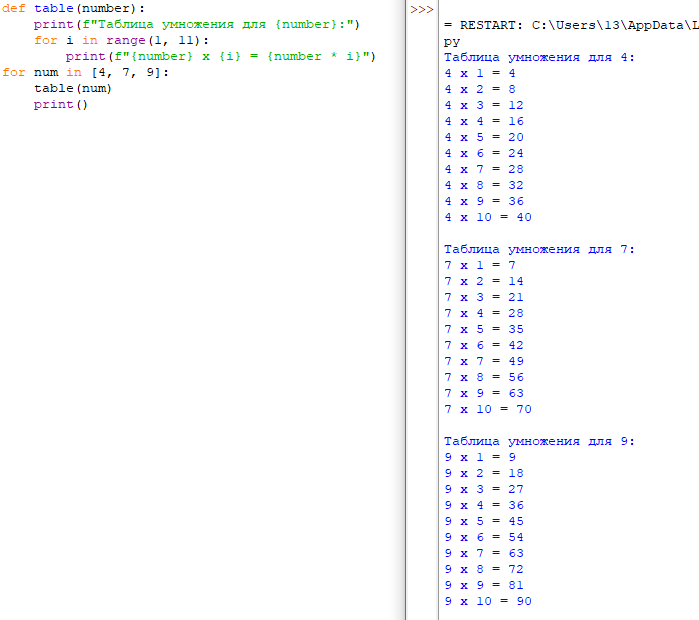 def table(number):
    print(f"Таблица умножения для {number}:")
    for i in range(1, 11):
        print(f"{number} x {i} = {number * i}")
for num in [4, 7, 9]:
    table(num)
    print()
>>>
= RESTART: C:\Users\13\AppData\L
py
Таблица умножения для 4:
4 x 1 = 4
4 x 2 = 8
4 x 3 = 12
4 x 4 = 16
4 x 5 = 20
4 x 6 = 24
4 x 7 = 28
4 x 8 = 32
4 x 9 = 36
4 x 10 = 40

Таблица умножения для 7:
7 x 1 = 7
7 x 2 = 14
7 x 3 = 21
7 x 4 = 28
7 x 5 = 35
7 x 6 = 42
7 x 7 = 49
7 x 8 = 56
7 x 9 = 63
7 x 10 = 70

Таблица умножения для 9:
9 x 1 = 9
9 x 2 = 18
9 x 3 = 27
9 x 4 = 36
9 x 5 = 45
9 x 6 = 54
9 x 7 = 63
9 x 8 = 72
9 x 9 = 81
9 x 10 = 90